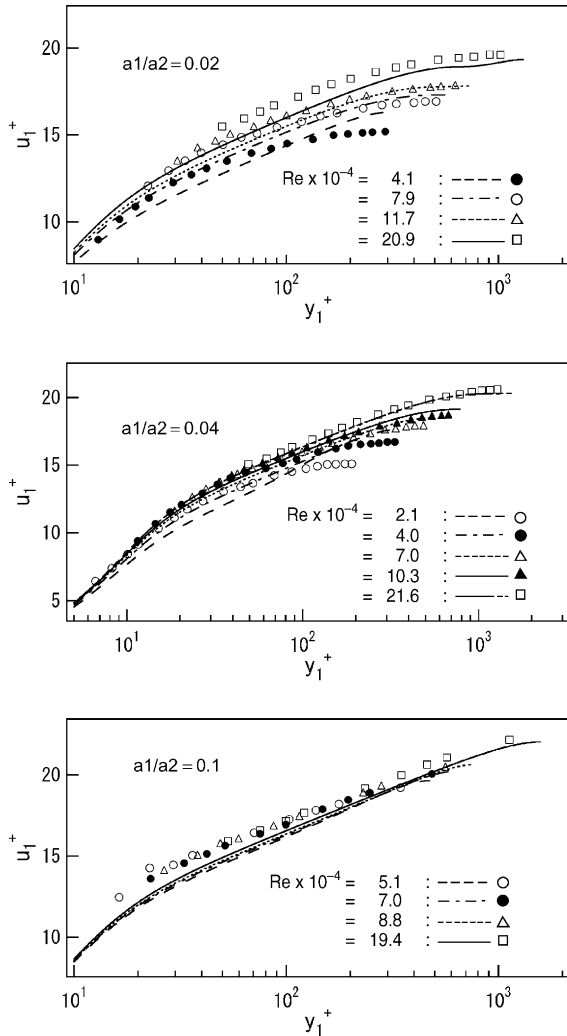 20
15
10
u₁⁺
a1/a2 = 0.02
Re x 10⁻⁴ = 4.1 :
= 7.9 :
= 11.7 :
= 20.9 :
10¹ 10² 10³
y₁⁺
20
15
10
5
u₁⁺
a1/a2 = 0.04
Re x 10⁻⁴ = 2.1 :
= 4.0 :
= 7.0 :
= 10.3 :
= 21.6 :
10¹ 10² 10³
y₁⁺
20
15
10
u₁⁺
a1/a2 = 0.1
Re x 10⁻⁴ = 5.1 :
= 7.0 :
= 8.8 :
= 19.4 :
10¹ 10² 10³
y₁⁺